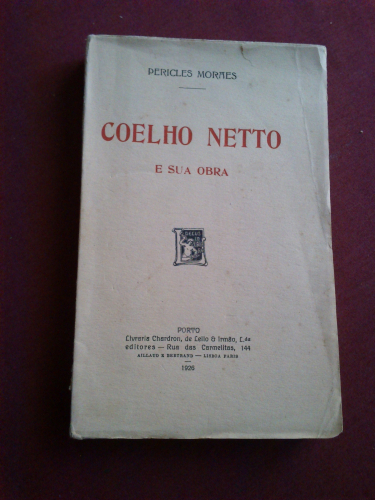 PERICLES MORAES
COELHO NETTO
E SUA OBRA
PORTO
Livraria Chardron, de Lello & Irmão, L.da
editores — Rua das Carmelitas, 144
AILLAUD E BERTRAND — LISBOA PARIS
1926